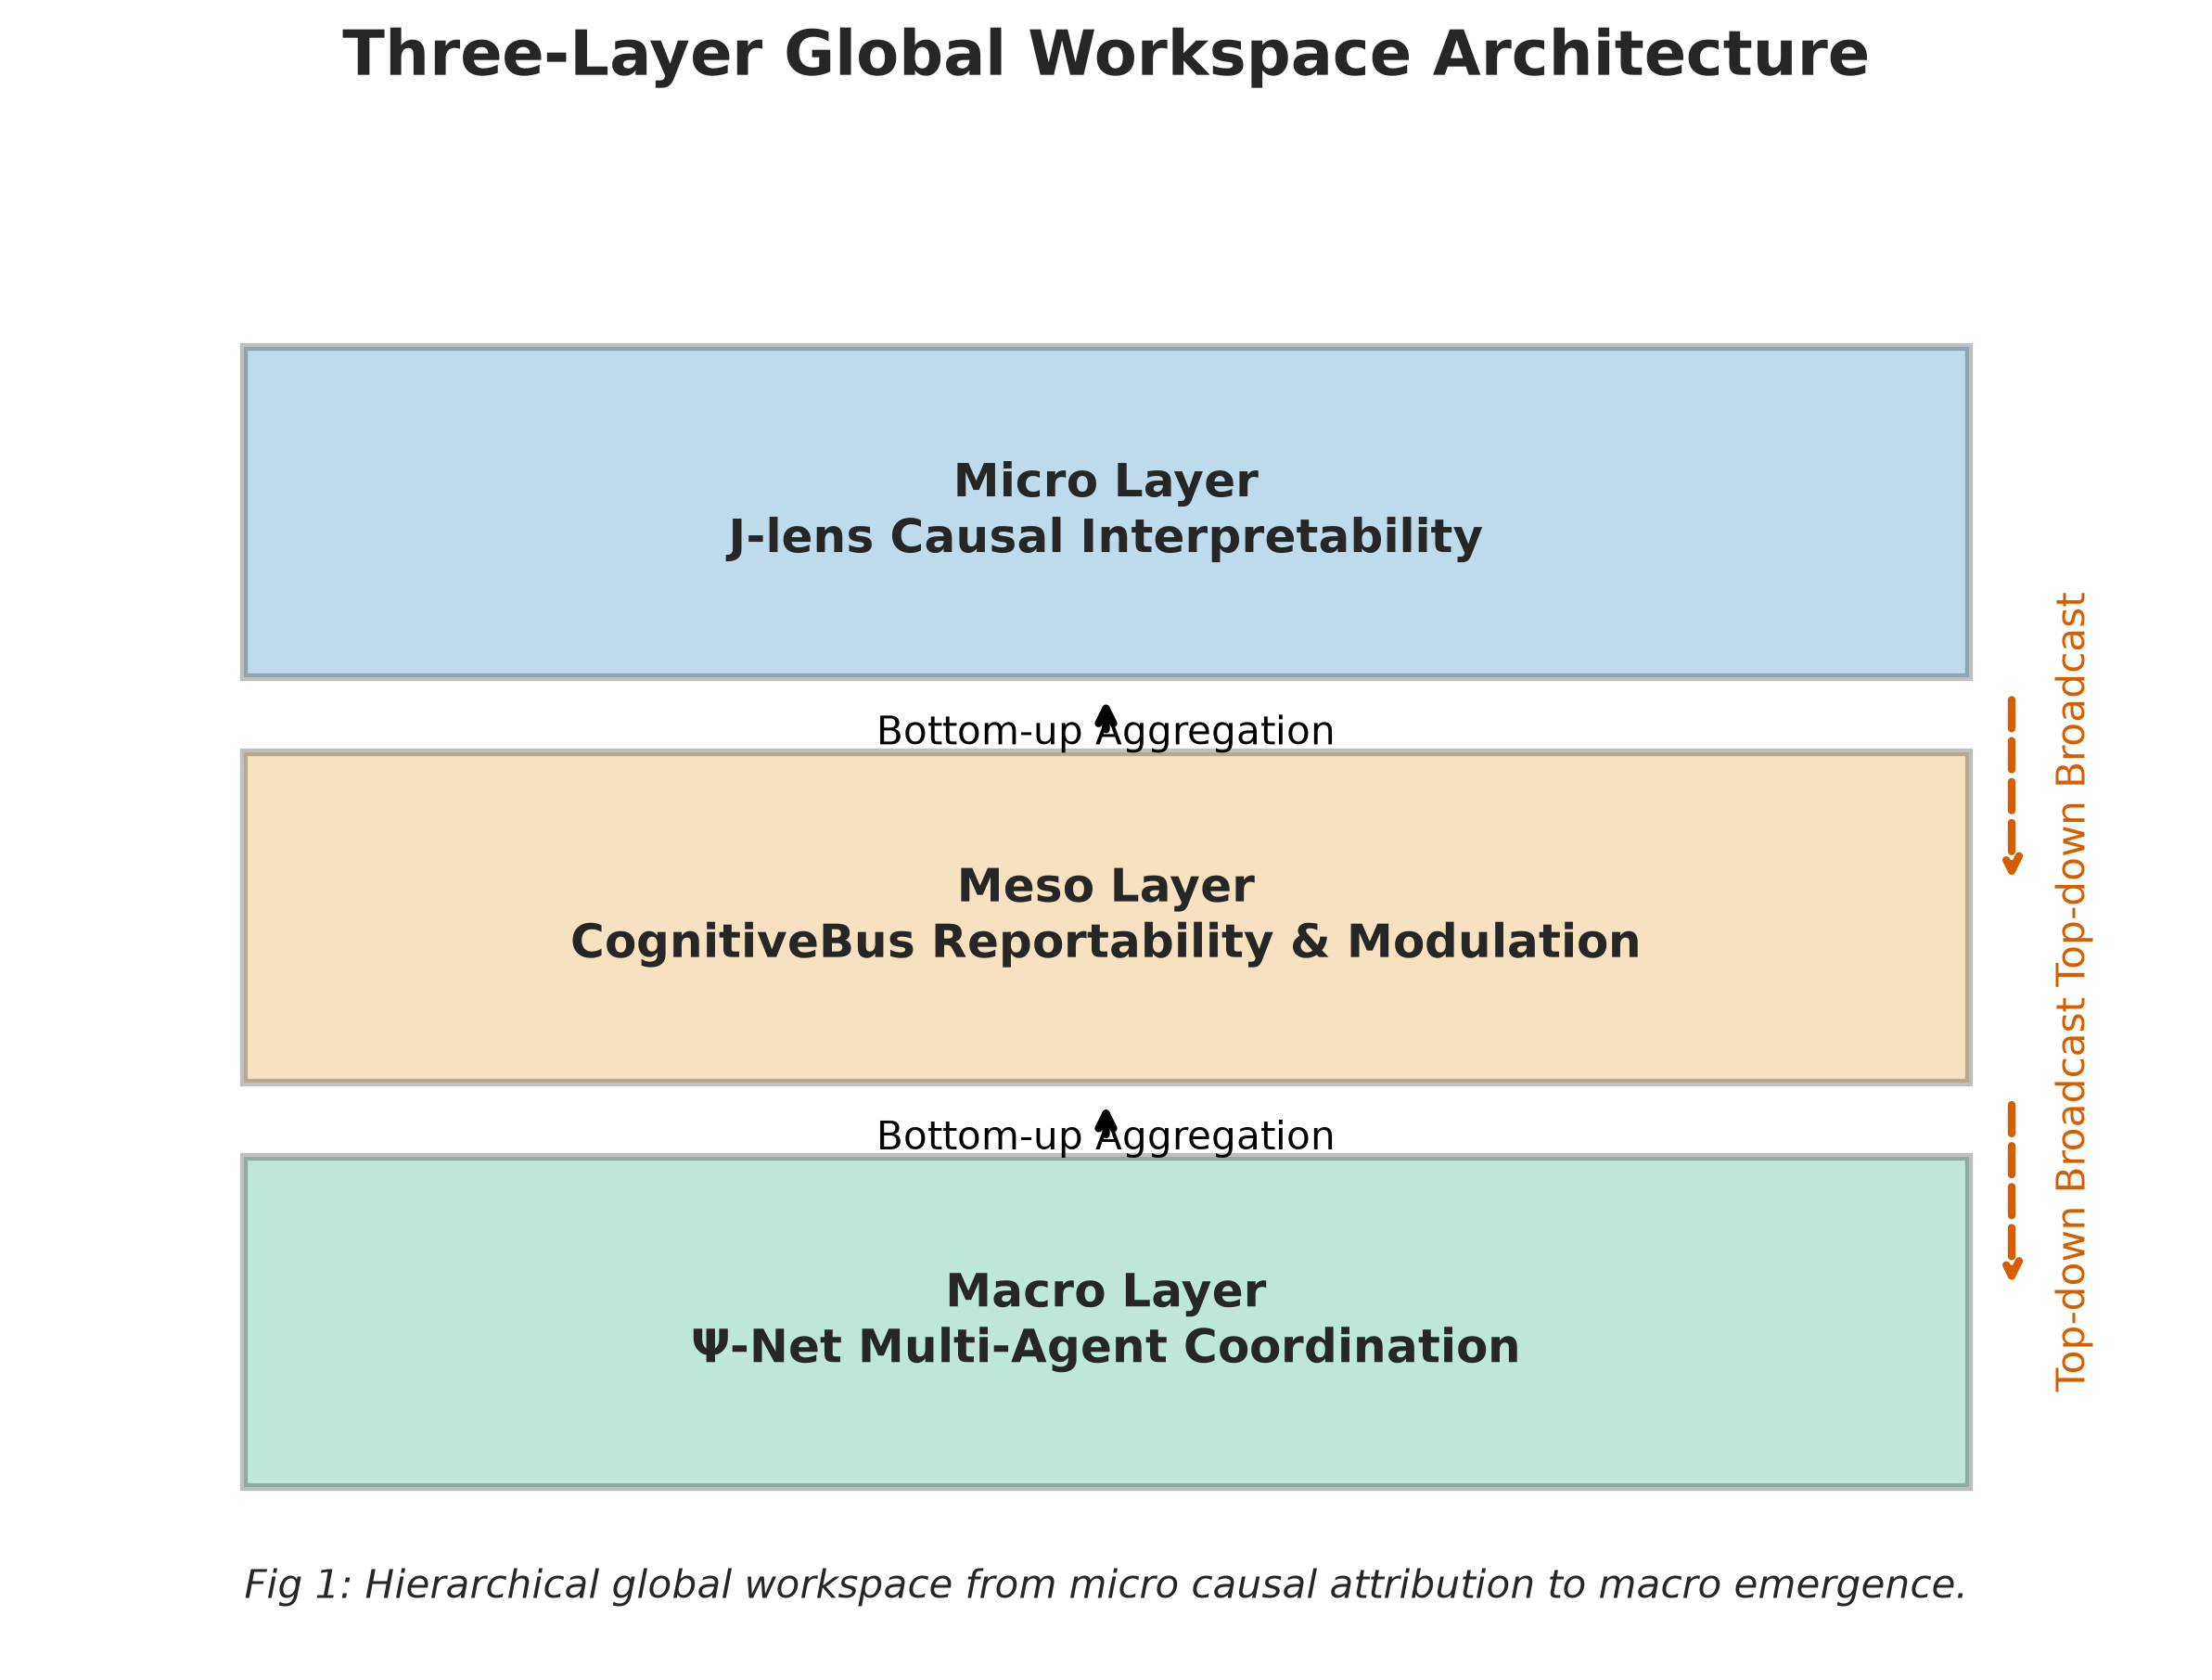 Three-Layer Global Workspace Architecture
Micro Layer
J-lens Causal Interpretability
Bottom-up Aggregation
Top-down Broadcast
Meso Layer
CognitiveBus Reportability & Modulation
Bottom-up Aggregation
Top-down Broadcast
Macro Layer
Ψ-Net Multi-Agent Coordination
Fig 1: Hierarchical global workspace from micro causal attribution to macro emergence.